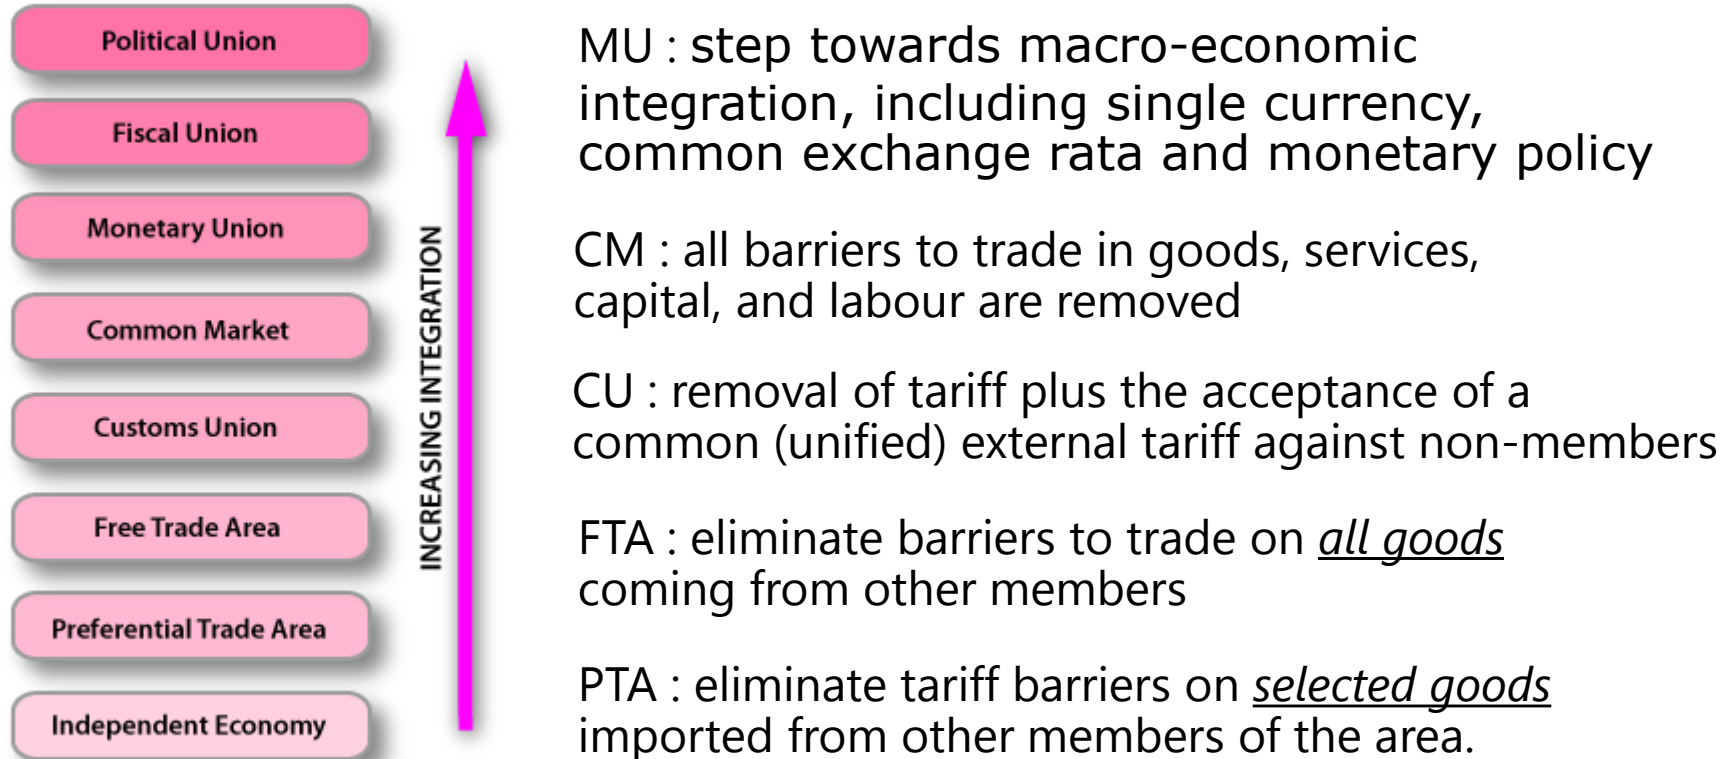 Political Union
Fiscal Union
Monetary Union
Common Market
Customs Union
Free Trade Area
Preferential Trade Area
Independent Economy
INCREASING INTEGRATION
MU : step towards macro-economic
integration, including single currency,
common exchange rata and monetary policy
CM : all barriers to trade in goods, services,
capital, and labour are removed
CU : removal of tariff plus the acceptance of a
common (unified) external tariff against non-members
FTA : eliminate barriers to trade on all goods
coming from other members
PTA : eliminate tariff barriers on selected goods
imported from other members of the area.